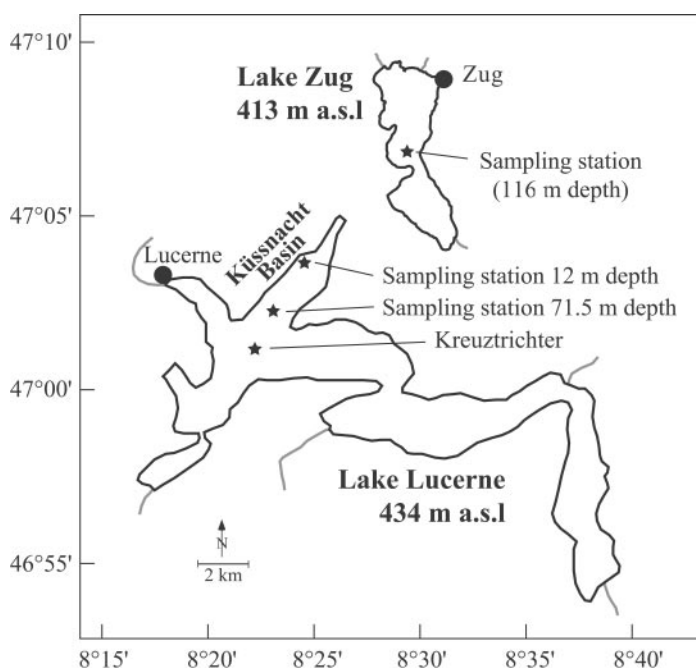 47°10'
Lake Zug
413 m a.s.l
Zug
Sampling station
(116 m depth)
47°05'
Küssnacht
Basin
Lucerne
Sampling station 12 m depth
Sampling station 71.5 m depth
Kreuztrichter
47°00'
Lake Lucerne
434 m a.s.l
N
2 km
46°55'
8°15'
8°20'
8°25'
8°30'
8°35'
8°40'